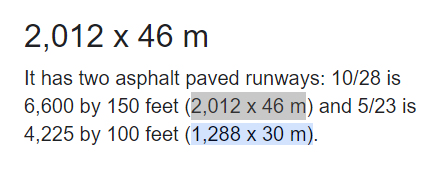 2,012 x 46 m
It has two asphalt paved runways: 10/28 is
6,600 by 150 feet (2,012 x 46 m) and 5/23 is
4,225 by 100 feet (1,288 x 30 m).